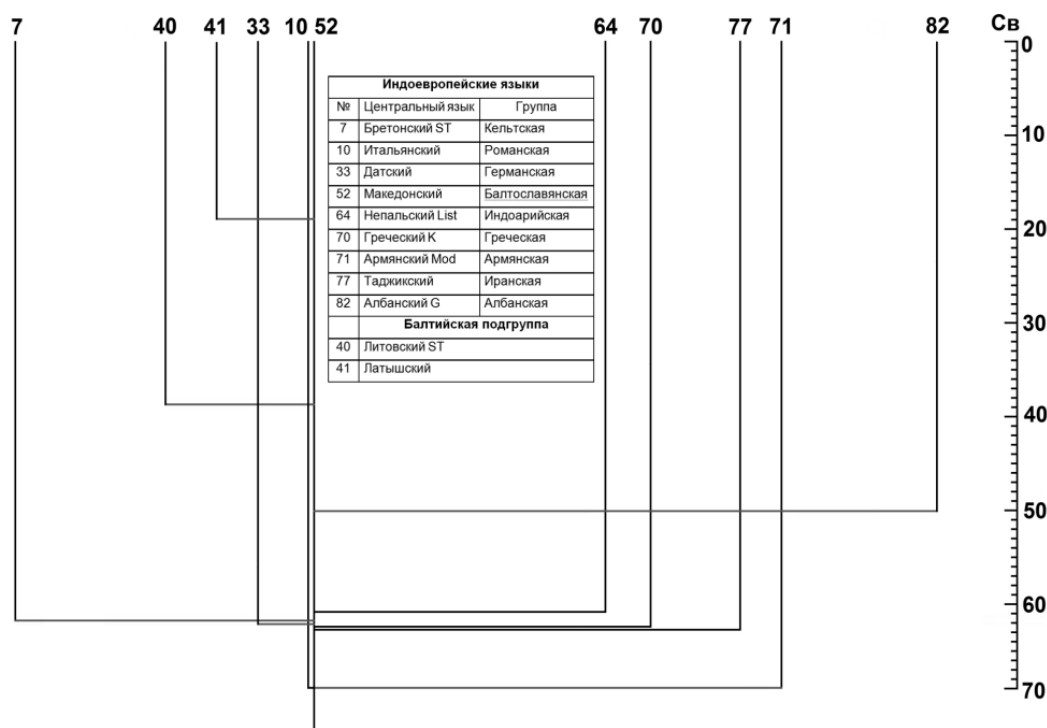 7 40 41 33 10 52 64 70 77 71 82 Св
0
Индоевропейские языки
№ Центральный язык Группа
7 Бретонский ST Кельтская
10 Итальянский Романская
33 Датский Германская
52 Македонский Балтославянская
64 Непальский List Индоарийская
70 Греческий K Греческая
71 Армянский Mod Армянская
77 Таджикский Иранская
82 Албанский G Албанская
Балтийская подгруппа
40 Литовский ST
41 Латышский
10
20
30
40
50
60
70